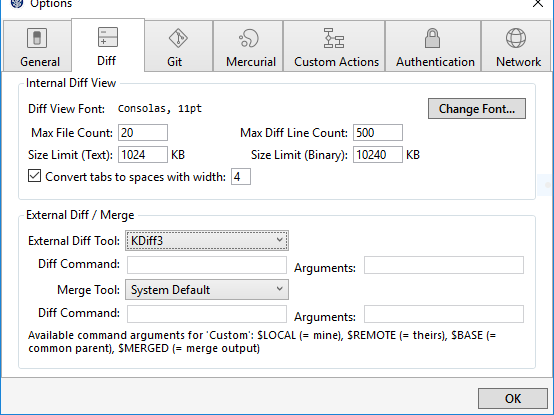 Options
General
Diff
Git
Mercurial
Custom Actions
Authentication
Network
Internal Diff View
Diff View Font: Consolas, 11pt
Change Font...
Max File Count: 20
Max Diff Line Count: 500
Size Limit (Text): 1024 KB
Size Limit (Binary): 10240 KB
Convert tabs to spaces with width: 4
External Diff / Merge
External Diff Tool: KDiff3
Diff Command:
Arguments:
Merge Tool: System Default
Diff Command:
Arguments:
Available command arguments for 'Custom': $LOCAL (= mine), $REMOTE (= theirs), $BASE (=
common parent), $MERGED (= merge output)
OK